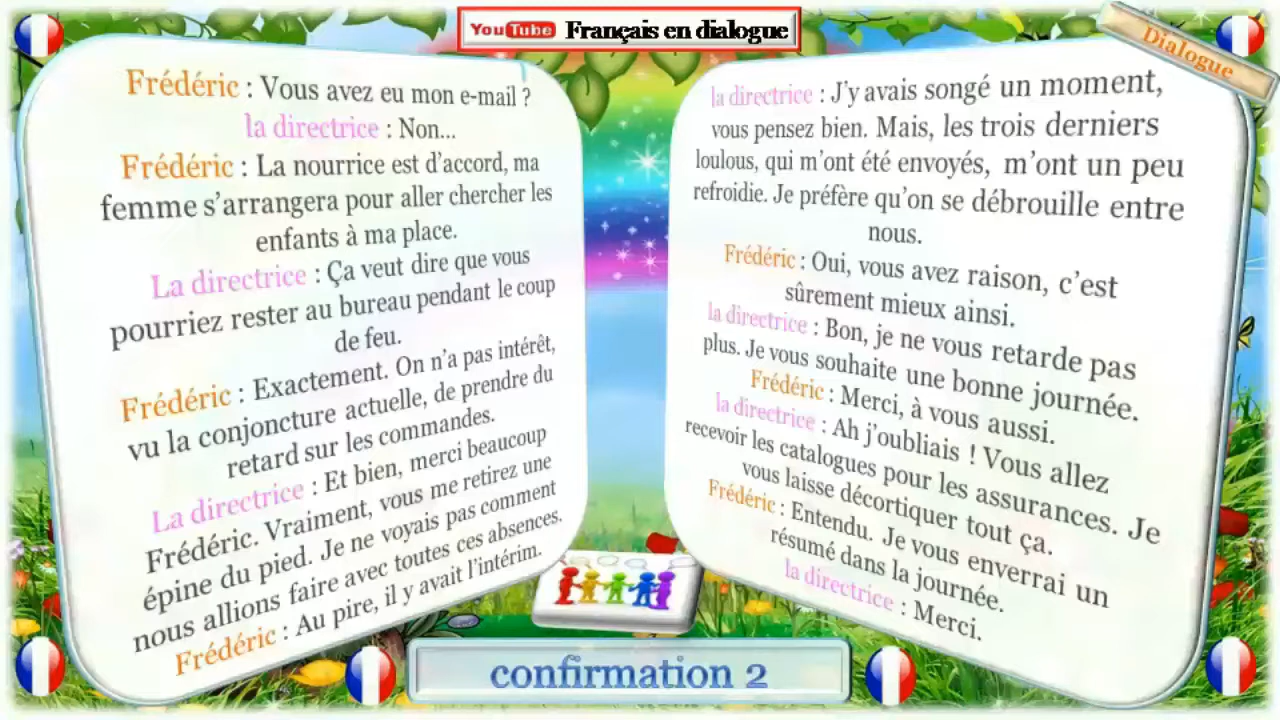 YouTube Français en dialogue
Dialogue
Frédéric : Vous avez eu mon e-mail ?
la directrice : Non...
Frédéric : La nourrice est d'accord, ma
femme s'arrangera pour aller chercher les
enfants à ma place.
La directrice : Ça veut dire que vous
pourriez rester au bureau pendant le coup
de feu.
Frédéric : Exactement. On n'a pas intérêt,
vu la conjoncture actuelle, de prendre du
retard sur les commandes.
La directrice : Et bien, merci beaucoup
Frédéric. Vraiment, vous me retirez une
épine du pied. Je ne voyais pas comment
nous allions faire avec toutes ces absences.
Frédéric : Au pire, il y avait l'intérim.
la directrice : J'y avais songé un moment,
vous pensez bien. Mais, les trois derniers
loulous, qui m'ont été envoyés, m'ont un peu
refroidie. Je préfère qu'on se débrouille entre
nous.
Frédéric : Oui, vous avez raison, c'est
sûrement mieux ainsi.
la directrice : Bon, je ne vous retarde pas
plus. Je vous souhaite une bonne journée.
Frédéric : Merci, à vous aussi.
la directrice : Ah j'oubliais ! Vous allez
recevoir les catalogues pour les assurances. Je
vous laisse décortiquer tout ça.
Frédéric : Entendu. Je vous enverrai un
résumé dans la journée.
la directrice : Merci.
confirmation 2